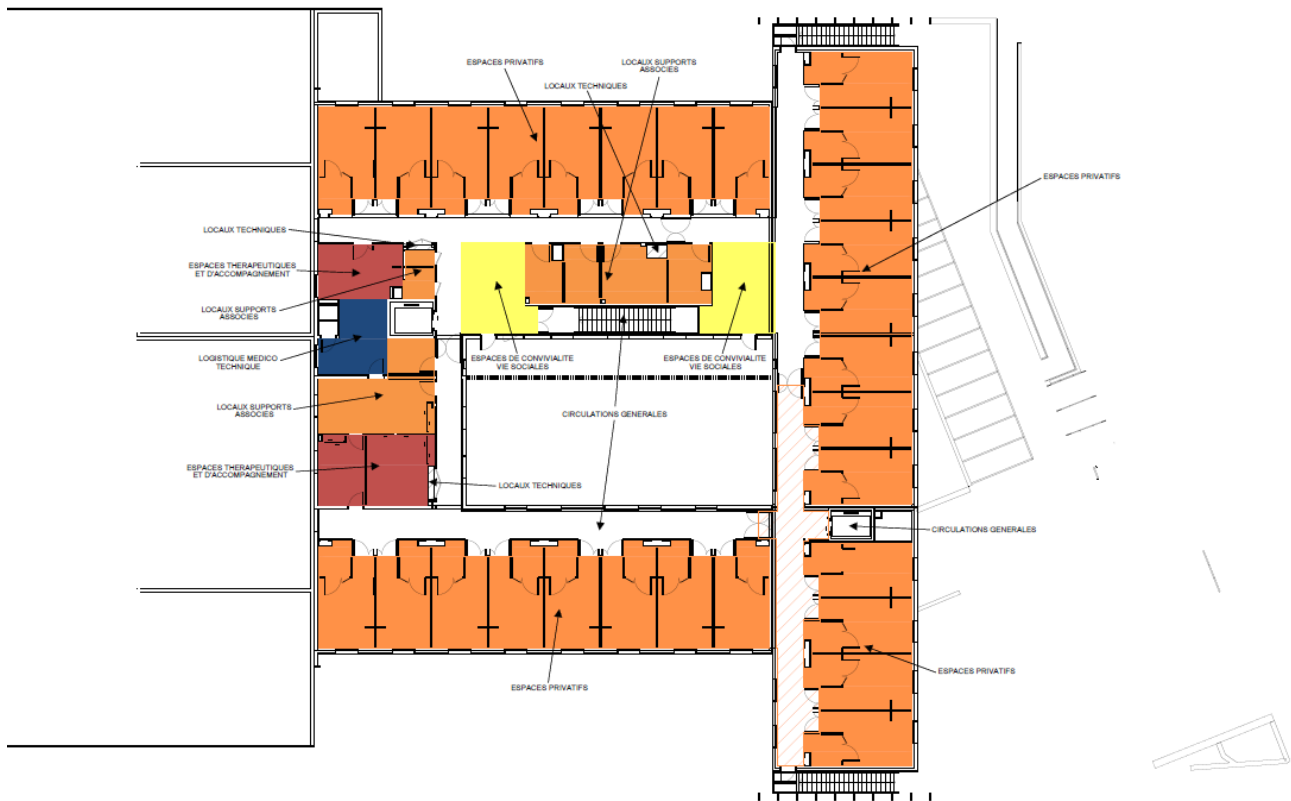 ESPACES PRIVATIFS
LOCAUX SUPPORTS
ASSOCIES
LOCAUX TECHNIQUES
ESPACES PRIVATIFS
LOCAUX TECHNIQUES
ESPACES THERAPEUTIQUES
ET D'ACCOMPAGNEMENT
LOCAUX SUPPORTS
ASSOCIES
LOGISTIQUE MEDICO
TECHNIQUE
ESPACES DE CONVIVIALITE
VIE SOCIALES
ESPACES DE CONVIVIALITE
VIE SOCIALES
LOCAUX SUPPORTS
ASSOCIES
CIRCULATIONS GENERALES
ESPACES THERAPEUTIQUES
ET D'ACCOMPAGNEMENT
LOCAUX TECHNIQUES
CIRCULATIONS GENERALES
ESPACES PRIVATIFS
ESPACES PRIVATIFS